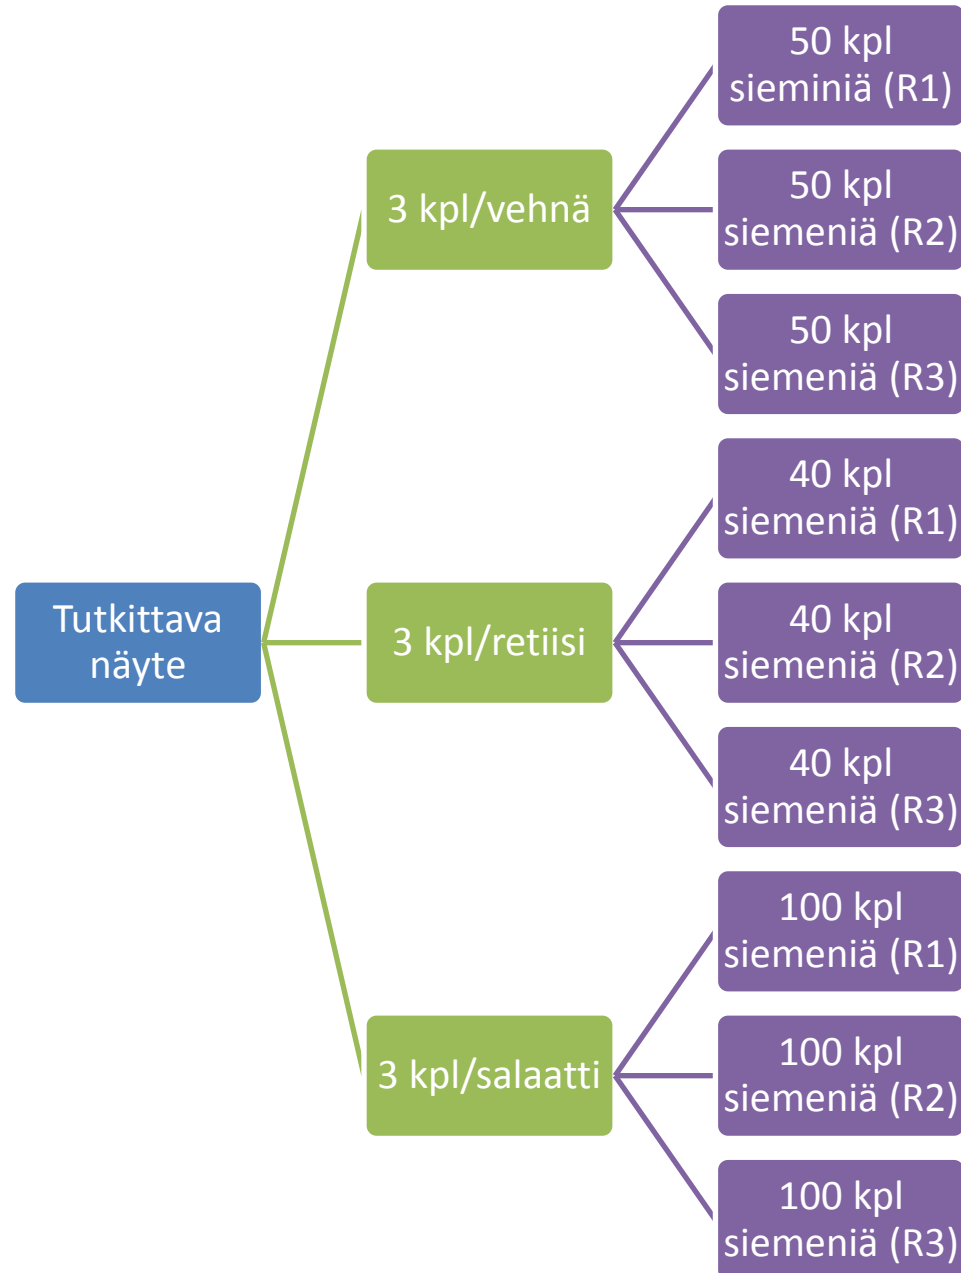 50 kpl
sieminiä (R1)
3 kpl/vehnä
50 kpl
siemeniä (R2)
50 kpl
siemeniä (R3)
40 kpl
siemeniä (R1)
Tutkittava
näyte
3 kpl/retiisi
40 kpl
siemeniä (R2)
40 kpl
siemeniä (R3)
100 kpl
siemeniä (R1)
3 kpl/salaatti
100 kpl
siemeniä (R2)
100 kpl
siemeniä (R3)